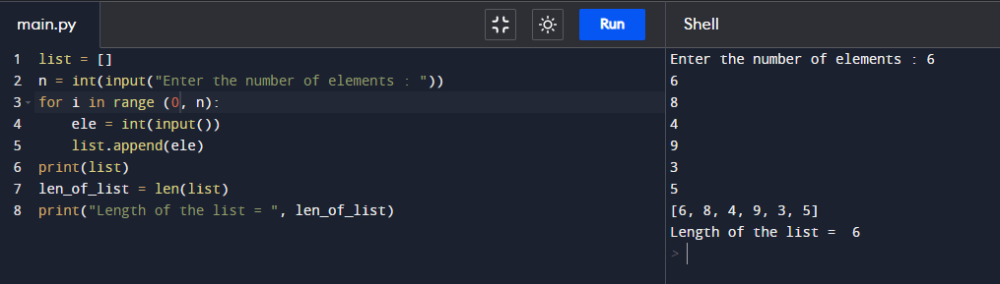 main.py
Run
Shell
1 list = []
2 n = int(input("Enter the number of elements : "))
3 for i in range (0, n):
4     ele = int(input())
5     list.append(ele)
6 print(list)
7 len_of_list = len(list)
8 print("Length of the list = ", len_of_list)
Enter the number of elements : 6
6
8
4
9
3
5
[6, 8, 4, 9, 3, 5]
Length of the list =  6
>